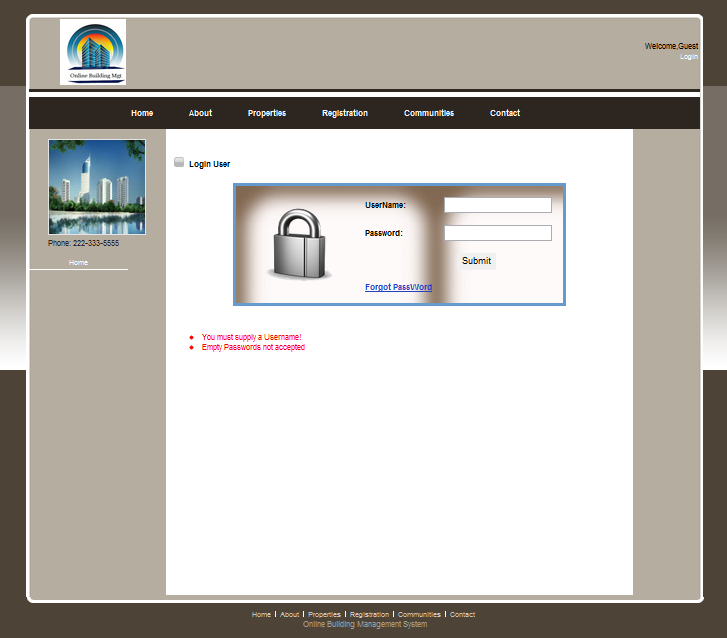 Online Building Mgt
Welcome,Guest
Login
Home About Properties Registration Communities Contact
Login User
UserName:
Password:
Submit
Forgot PassWord
Phone: 222-333-5555
Home
You must supply a Username!
Empty Passwords not accepted
Home | About | Properties | Registration | Communities | Contact
Online Building Management System